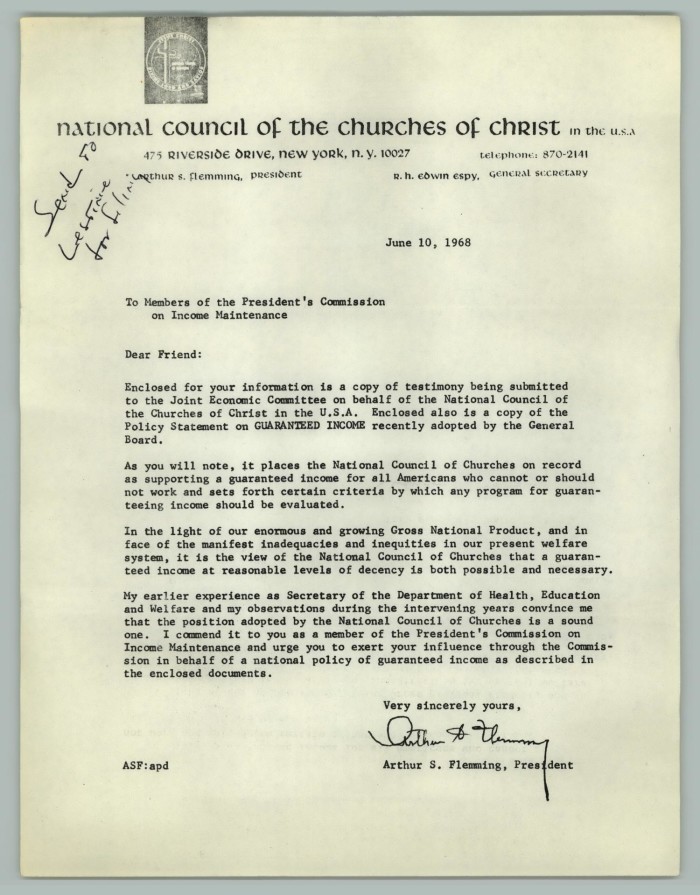 national council of the churches of christ in the u.s.a
475 RIVERSIDE DRIVE, NEW YORK, N. Y. 10027 telephone: 870-2141
Arthur s. flemming, PRESIDENT R. h. edwin espy, GENERAL SECRETARY
Send to
for filing
June 10, 1968
To Members of the President's Commission
on Income Maintenance
Dear Friend:
Enclosed for your information is a copy of testimony being submitted
to the Joint Economic Committee on behalf of the National Council of
the Churches of Christ in the U.S.A. Enclosed also is a copy of the
Policy Statement on GUARANTEED INCOME recently adopted by the General
Board.
As you will note, it places the National Council of Churches on record
as supporting a guaranteed income for all Americans who cannot or should
not work and sets forth certain criteria by which any program for guaran-
teeing income should be evaluated.
In the light of our enormous and growing Gross National Product, and in
face of the manifest inadequacies and inequities in our present welfare
system, it is the view of the National Council of Churches that a guaran-
teed income at reasonable levels of decency is both possible and necessary.
My earlier experience as Secretary of the Department of Health, Education
and Welfare and my observations during the intervening years convince me
that the position adopted by the National Council of Churches is a sound
one. I commend it to you as a member of the President's Commission on
Income Maintenance and urge you to exert your influence through the Commis-
sion in behalf of a national policy of guaranteed income as described in
the enclosed documents.
Very sincerely yours,
Arthur S. Flemming
ASF:apd Arthur S. Flemming, President